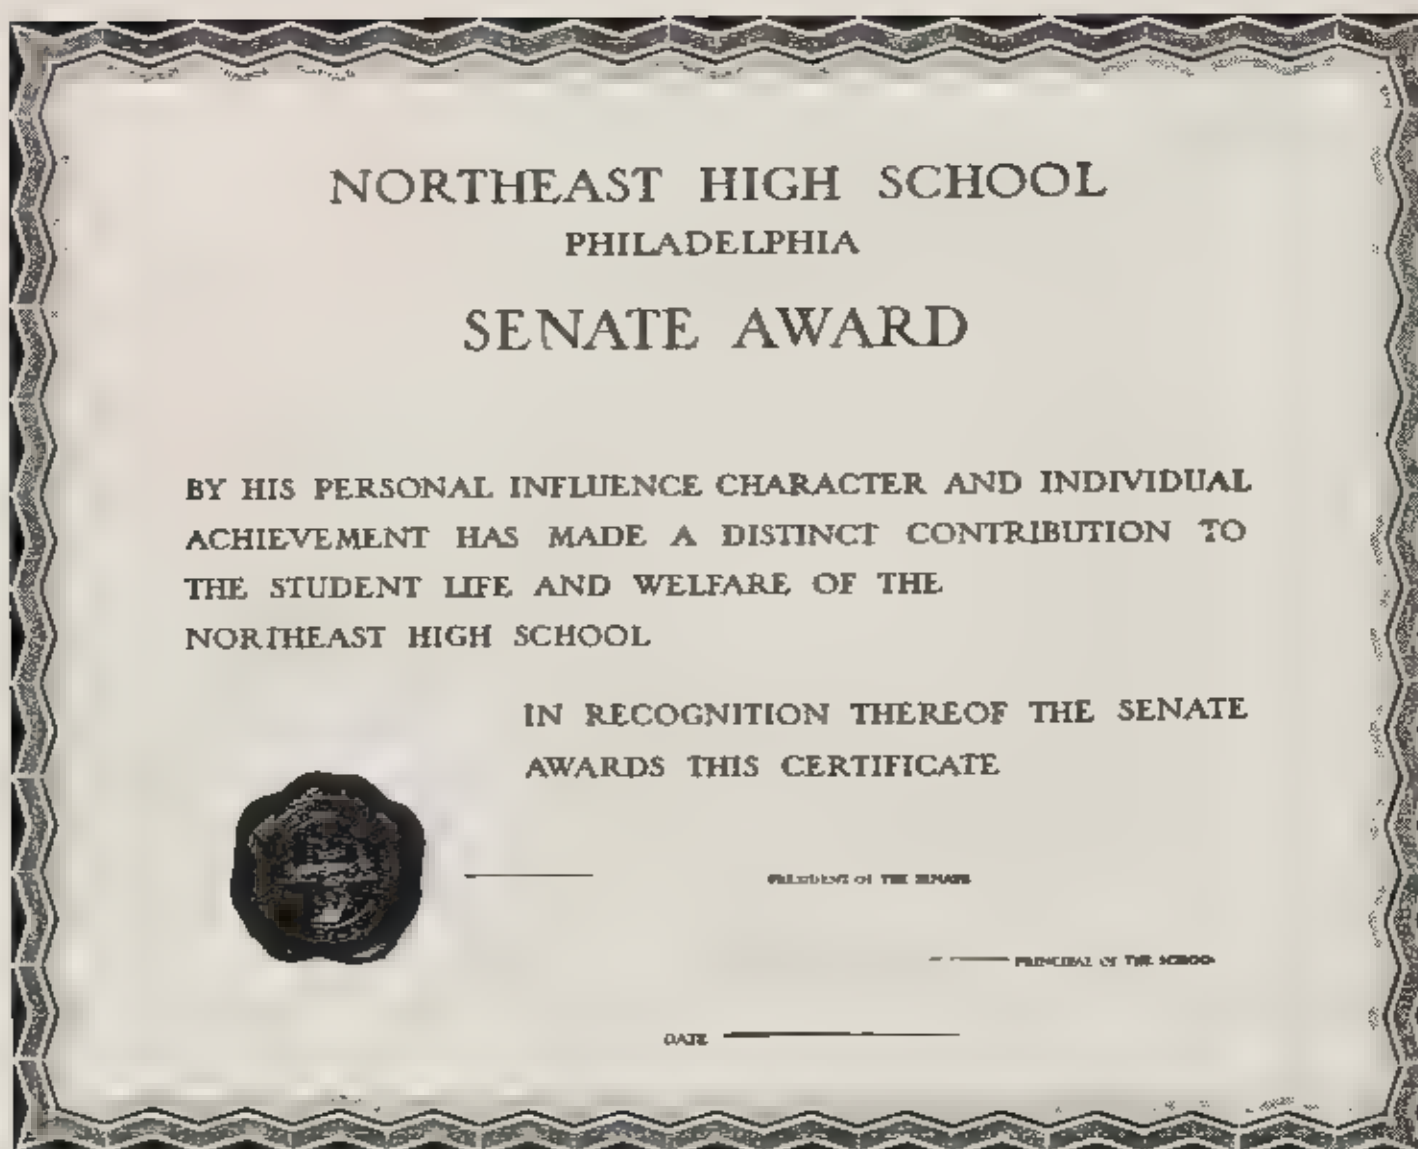 NORTHEAST HIGH SCHOOL
PHILADELPHIA
SENATE AWARD
BY HIS PERSONAL INFLUENCE CHARACTER AND INDIVIDUAL
ACHIEVEMENT HAS MADE A DISTINCT CONTRIBUTION TO
THE STUDENT LIFE AND WELFARE OF THE
NORTHEAST HIGH SCHOOL
IN RECOGNITION THEREOF THE SENATE
AWARDS THIS CERTIFICATE
PRESIDENT OF THE SENATE
PRINCIPAL OF THE SCHOOL
DATE